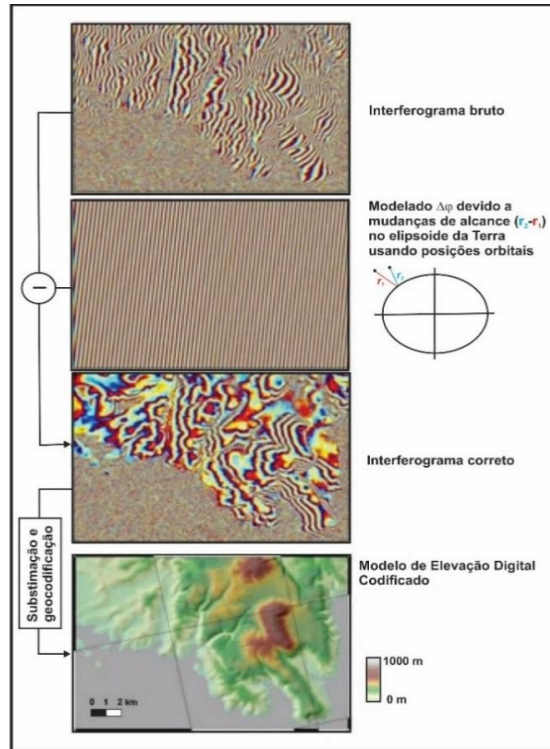 Interferograma bruto
Modelado Δφ devido a
mudanças de alcance (r₂-r₁)
no elipsoide da Terra
usando posições orbitais
r₁
r₂
Interferograma correto
Substimação e
geocodificação
Modelo de Elevação Digital
Codificado
1000 m
0 m
0 1 2 km